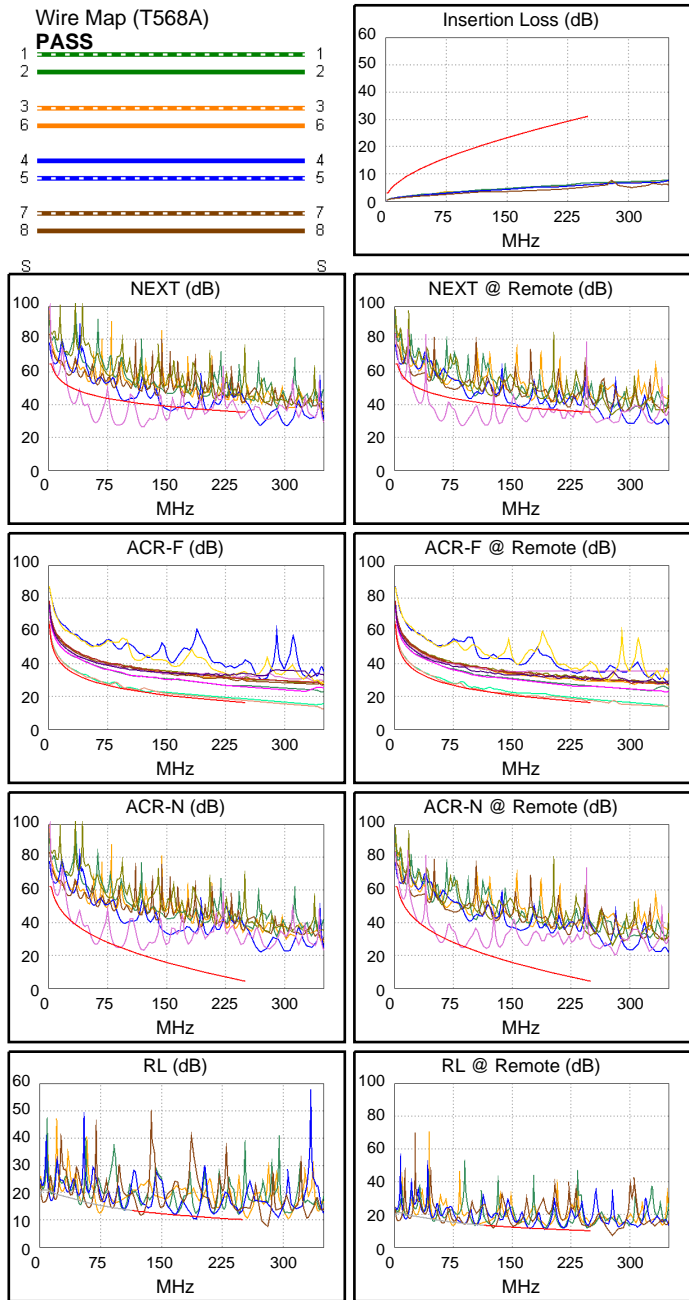 Wire Map (T568A)
PASS
1 1
2 2
3 3
6 6
4 4
5 5
7 7
8 8
S S
Insertion Loss (dB)
60
50
40
30
20
10
0
0 75 150 225 300
MHz
NEXT (dB)
100
80
60
40
20
0
0 75 150 225 300
MHz
NEXT @ Remote (dB)
100
80
60
40
20
0
0 75 150 225 300
MHz
ACR-F (dB)
100
80
60
40
20
0
0 75 150 225 300
MHz
ACR-F @ Remote (dB)
100
80
60
40
20
0
0 75 150 225 300
MHz
ACR-N (dB)
100
80
60
40
20
0
0 75 150 225 300
MHz
ACR-N @ Remote (dB)
100
80
60
40
20
0
0 75 150 225 300
MHz
RL (dB)
60
50
40
30
20
10
0
0 75 150 225 300
MHz
RL @ Remote (dB)
100
80
60
40
20
0
0 75 150 225 300
MHz